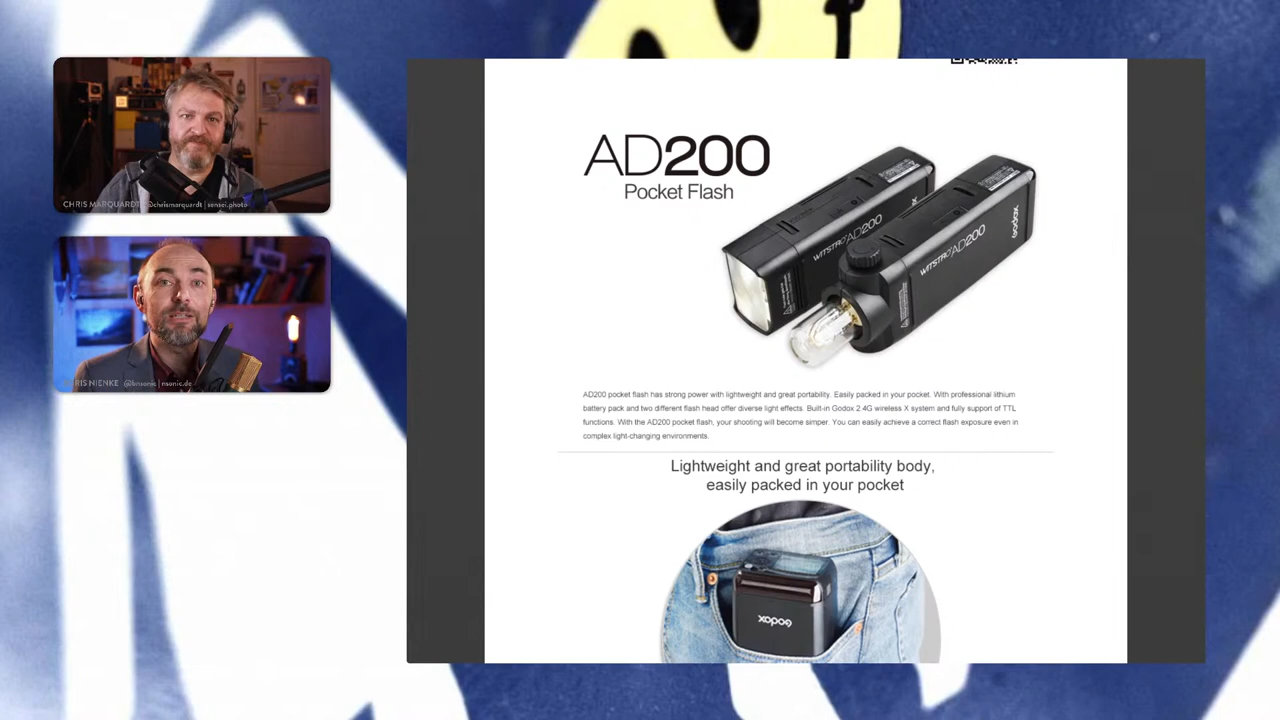 CHRIS MARQUARDT @chrismarquardt | sensei.photo
CHRIS NIENKE @knsonic | nsonic.de
AD200
Pocket Flash
WITSTRO AD200
Godox
WITSTRO AD200
Godox
AD200 pocket flash has strong power with lightweight and great portability. Easily packed in your pocket. With professional lithium
battery pack and two different flash head offer diverse light effects. Built-in Godox 2.4G wireless X system and fully support of TTL
functions. With the AD200 pocket flash, your shooting will become simper. You can easily achieve a correct flash exposure even in
complex light-changing environments.
Lightweight and great portability body,
easily packed in your pocket
Godox